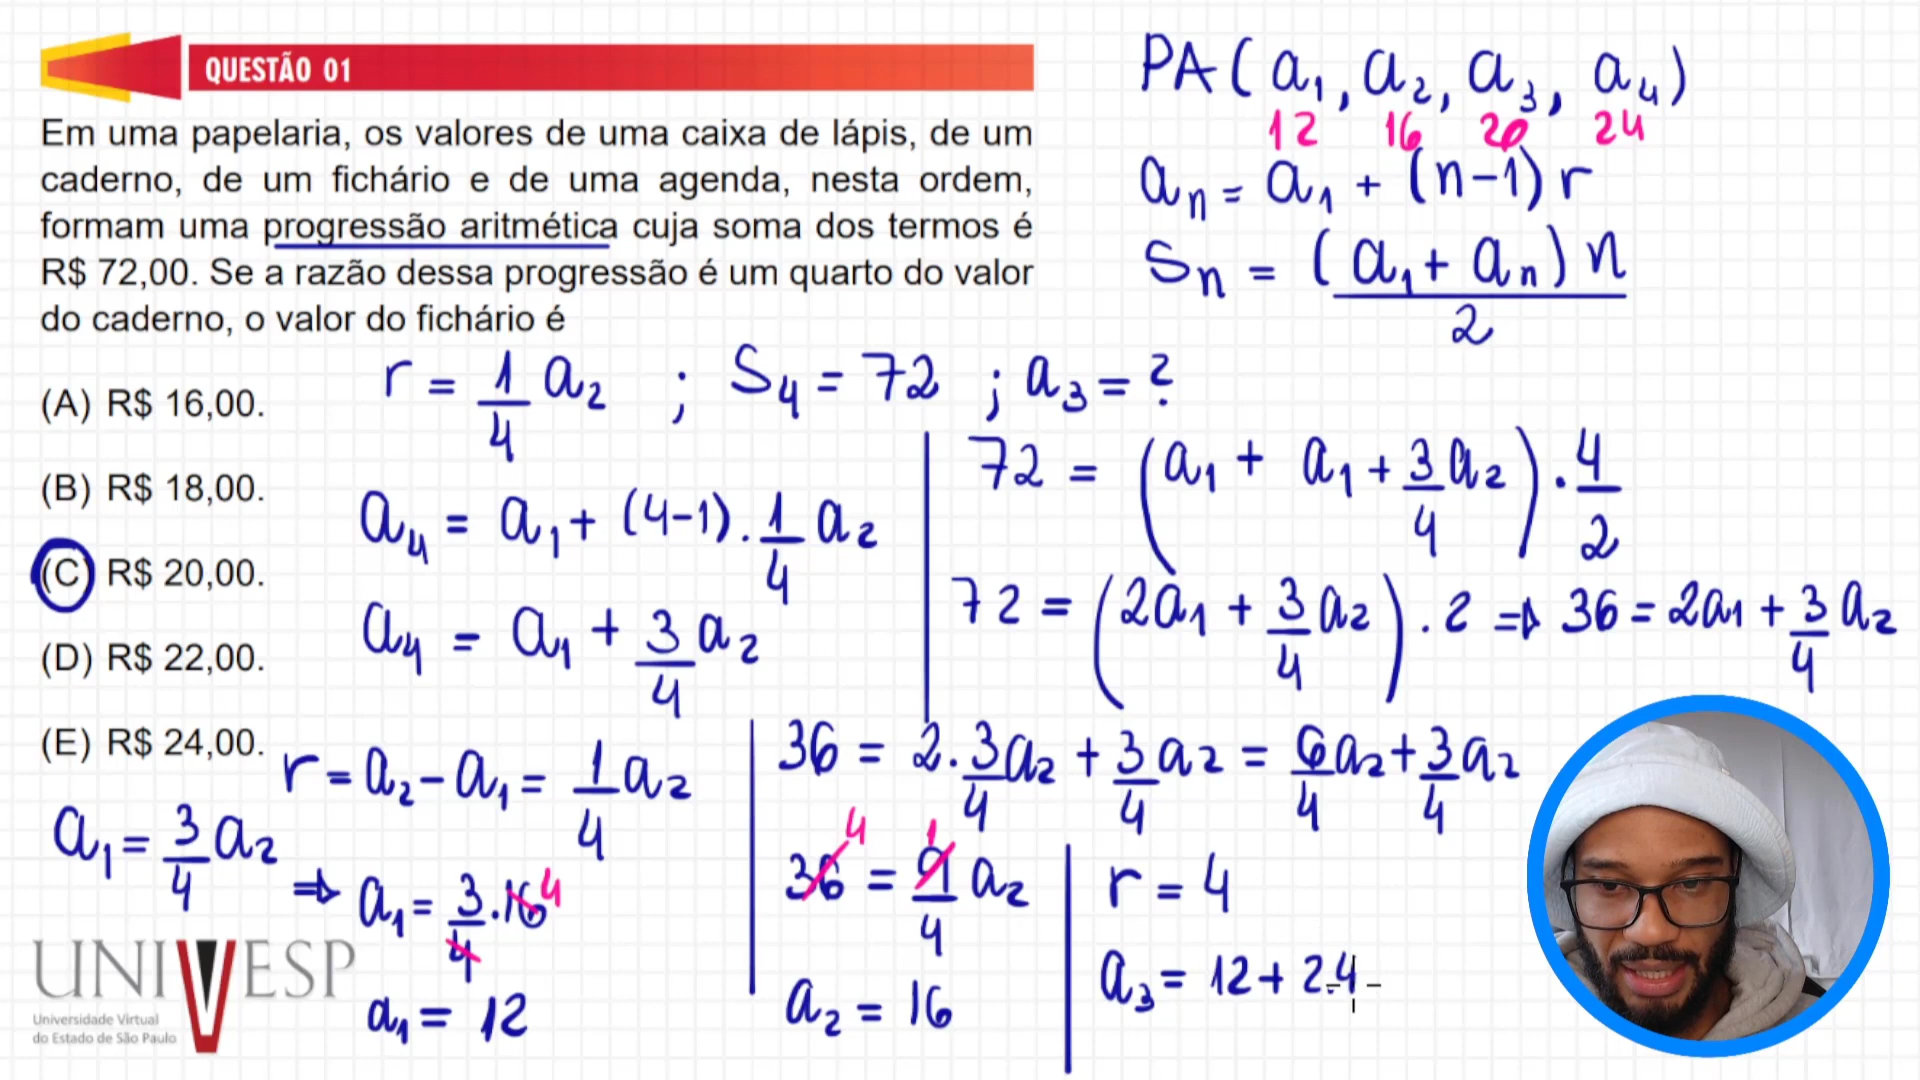 QUESTÃO 01
Em uma papelaria, os valores de uma caixa de lápis, de um
caderno, de um fichário e de uma agenda, nesta ordem,
formam uma progressão aritmética cuja soma dos termos é
R$ 72,00. Se a razão dessa progressão é um quarto do valor
do caderno, o valor do fichário é
(A) R$ 16,00.
(B) R$ 18,00.
(C) R$ 20,00.
(D) R$ 22,00.
(E) R$ 24,00.
PA(a₁, a₂, a₃, a₄)
12 16 20 24
aₙ = a₁ + (n-1) r
Sₙ = (a₁ + aₙ) n / 2
r = 1/4 a₂ ; S₄ = 72 ; a₃ = ?
a₄ = a₁ + (4-1) . 1/4 a₂
a₄ = a₁ + 3/4 a₂
72 = (a₁ + a₁ + 3/4 a₂) . 4/2
72 = (2a₁ + 3/4 a₂) . 2 ⇒ 36 = 2a₁ + 3/4 a₂
r = a₂ - a₁ = 1/4 a₂
a₁ = 3/4 a₂ ⇒ a₁ = 3/4 . 16 4
a₁ = 12
36 = 2 . 3/4 a₂ + 3/4 a₂ = 6/4 a₂ + 3/4 a₂
4 1
36 = 9/4 a₂
a₂ = 16
r = 4
a₃ = 12 + 2.4
UNIVESP
Universidade Virtual
do Estado de São Paulo